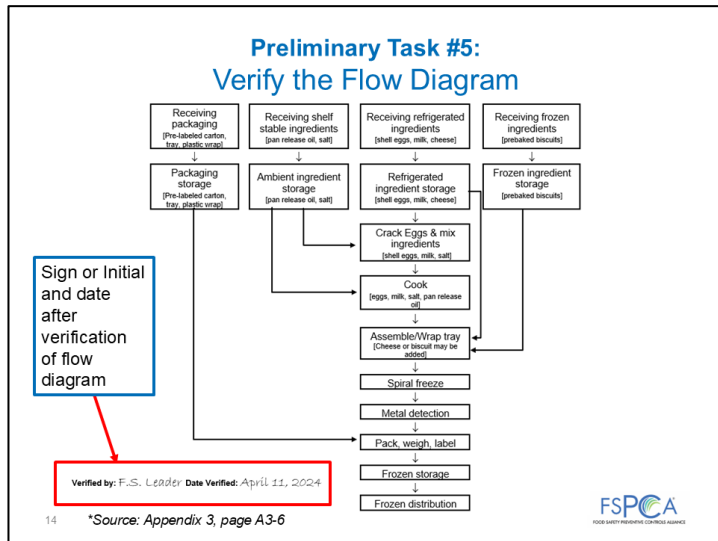 Preliminary Task #5:
Verify the Flow Diagram
Receiving
packaging
[Pre-labeled carton,
tray, plastic wrap]
Receiving shelf
stable ingredients
[pan release oil, salt]
Receiving refrigerated
ingredients
[shell eggs, milk, cheese]
Receiving frozen
ingredients
[prebaked biscuits]
Packaging
storage
[Pre-labeled carton,
tray, plastic wrap]
Ambient ingredient
storage
[pan release oil, salt]
Refrigerated
ingredient storage
[shell eggs, milk, cheese]
Frozen ingredient
storage
[prebaked biscuits]
Crack Eggs & mix
ingredients
[shell eggs, milk, salt]
Cook
[eggs, milk, salt, pan release
oil]
Assemble/Wrap tray
[Cheese or biscuit may be
added]
Spiral freeze
Metal detection
Pack, weigh, label
Frozen storage
Frozen distribution
Sign or Initial
and date
after
verification
of flow
diagram
Verified by: F.S. Leader Date Verified: April 11, 2024
14 *Source: Appendix 3, page A3-6
FSPCA
FOOD SAFETY PREVENTIVE CONTROLS ALLIANCE